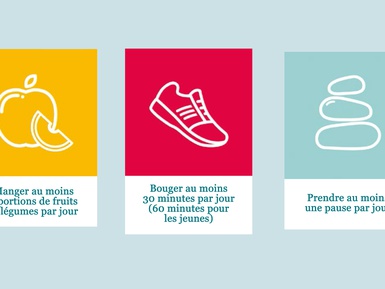 Manger au moins
portions de fruits
légumes par jour
Bouger au moins
30 minutes par jour
(60 minutes pour
les jeunes)
Prendre au moin
une pause par jou